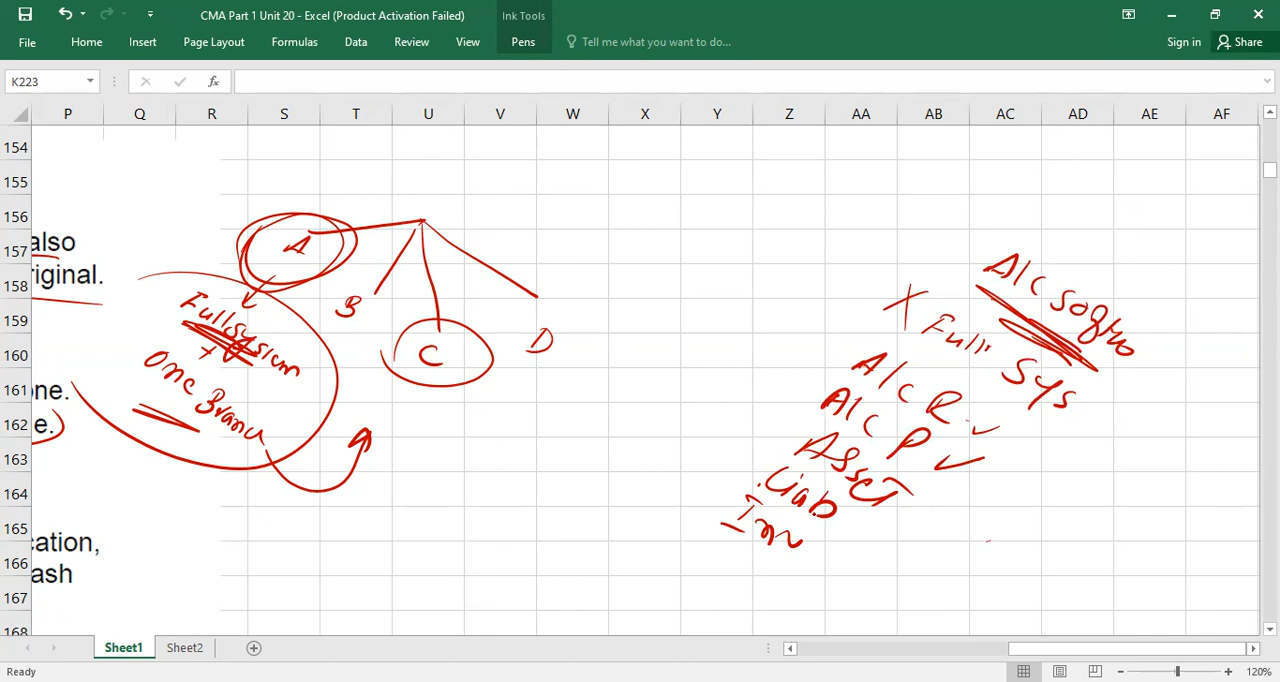 CMA Part 1 Unit 20 - Excel (Product Activation Failed)
Ink Tools
File Home Insert Page Layout Formulas Data Review View Pens Tell me what you want to do...
Sign in Share
K223
fx
P Q R S T U V W X Y Z AA AB AC AD AE AF
154
155
156
157
158
159
160
161
162
163
164
165
166
167
168
also
riginal.
one.
e.
cation,
ash
A
B
C
D
Full
+
One
Branch
A/c
X Full
Sys
A/c R
A/c P
Asset
Liab
Inv
Sheet1 Sheet2
Ready
120%